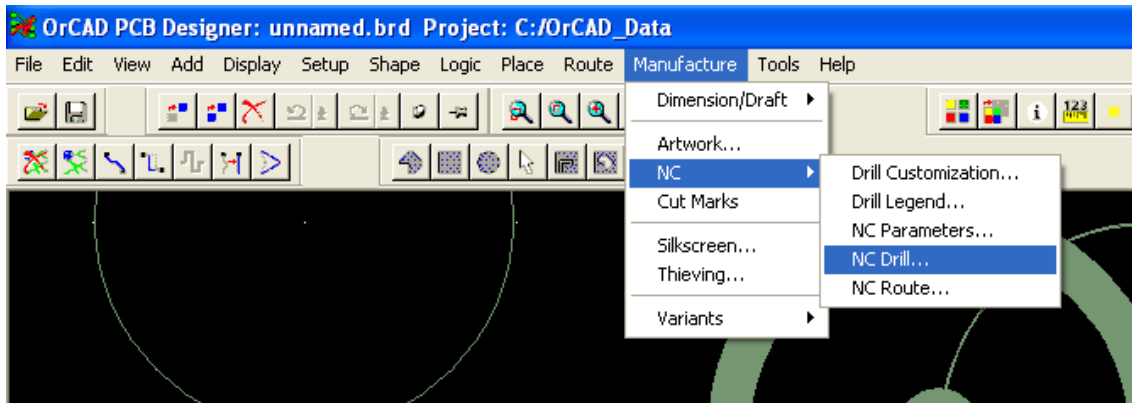 OrCAD PCB Designer: unnamed.brd Project: C:/OrCAD_Data
File Edit View Add Display Setup Shape Logic Place Route Manufacture Tools Help
Dimension/Draft
Artwork...
NC
Cut Marks
Silkscreen...
Thieving...
Variants
Drill Customization...
Drill Legend...
NC Parameters...
NC Drill...
NC Route...
i
123